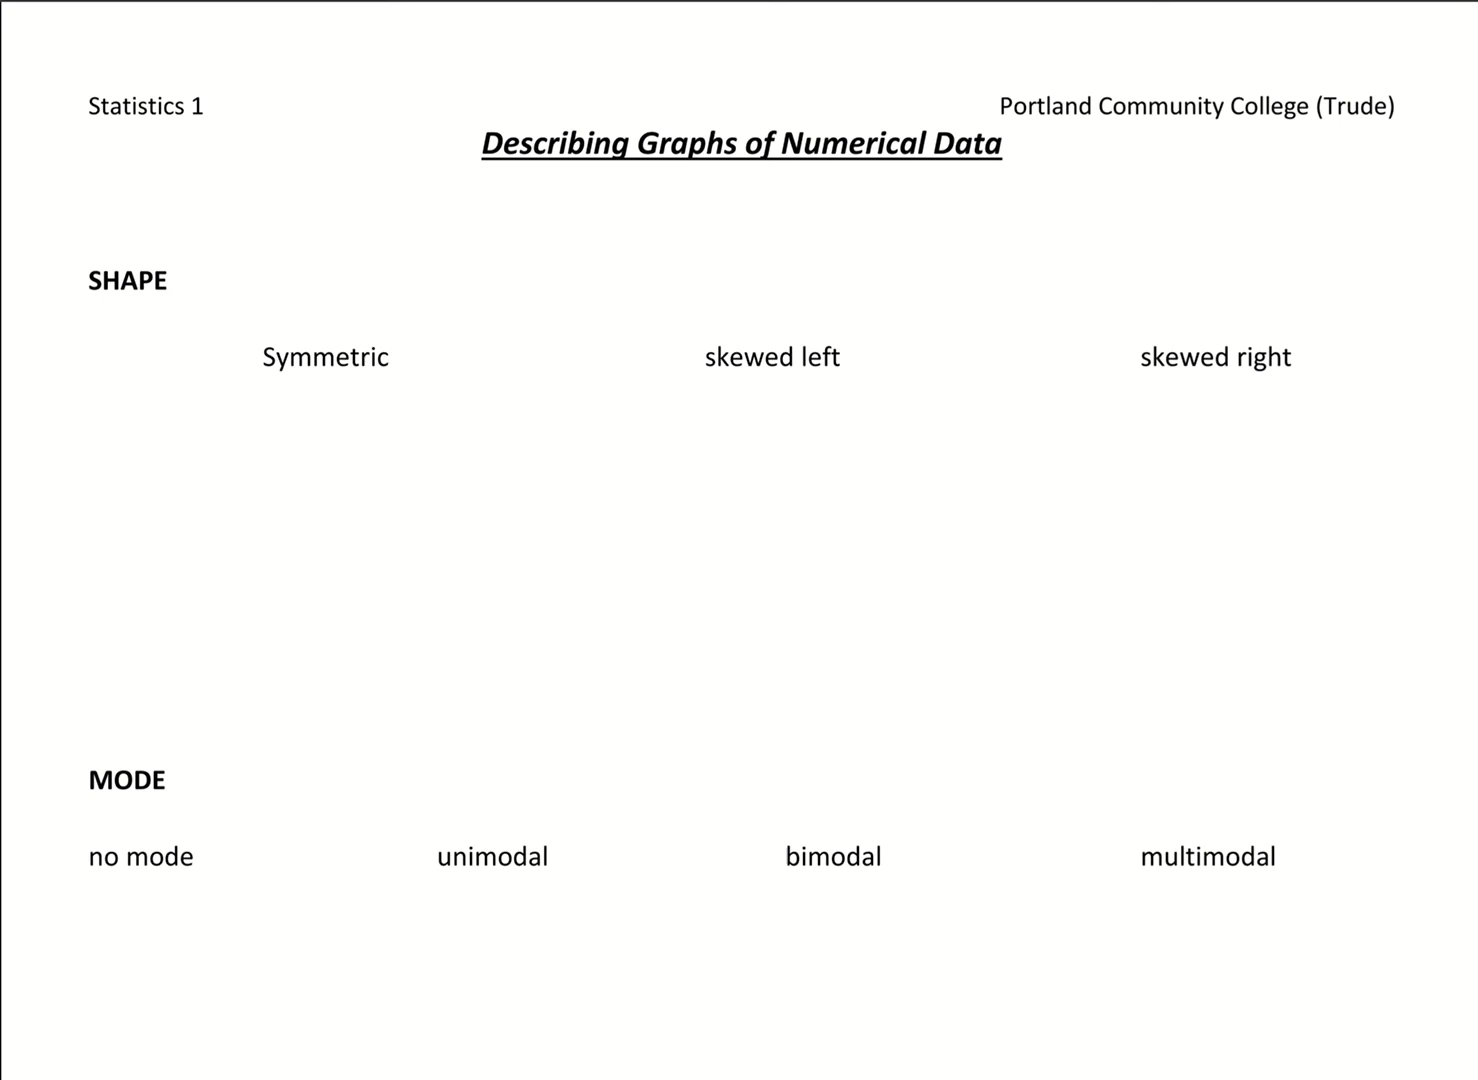 Statistics 1 Portland Community College (Trude)
Describing Graphs of Numerical Data
SHAPE
Symmetric skewed left skewed right
MODE
no mode unimodal bimodal multimodal